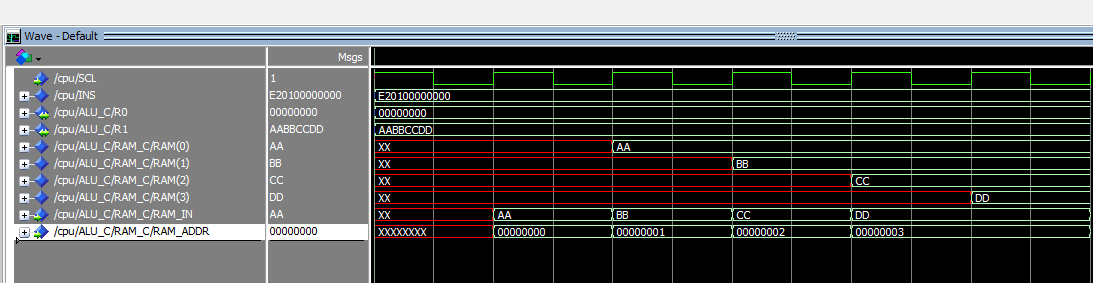 Wave - Default
Msgs
/cpu/SCL 1
/cpu/INS E20100000000 E20100000000
/cpu/ALU_C/R0 00000000 00000000
/cpu/ALU_C/R1 AABBCCDD AABBCCDD
/cpu/ALU_C/RAM_C/RAM(0) AA XX AA
/cpu/ALU_C/RAM_C/RAM(1) BB XX BB
/cpu/ALU_C/RAM_C/RAM(2) CC XX CC
/cpu/ALU_C/RAM_C/RAM(3) DD XX DD
/cpu/ALU_C/RAM_C/RAM_IN AA XX AA BB CC DD
/cpu/ALU_C/RAM_C/RAM_ADDR 00000000 XXXXXXXX 00000000 00000001 00000002 00000003